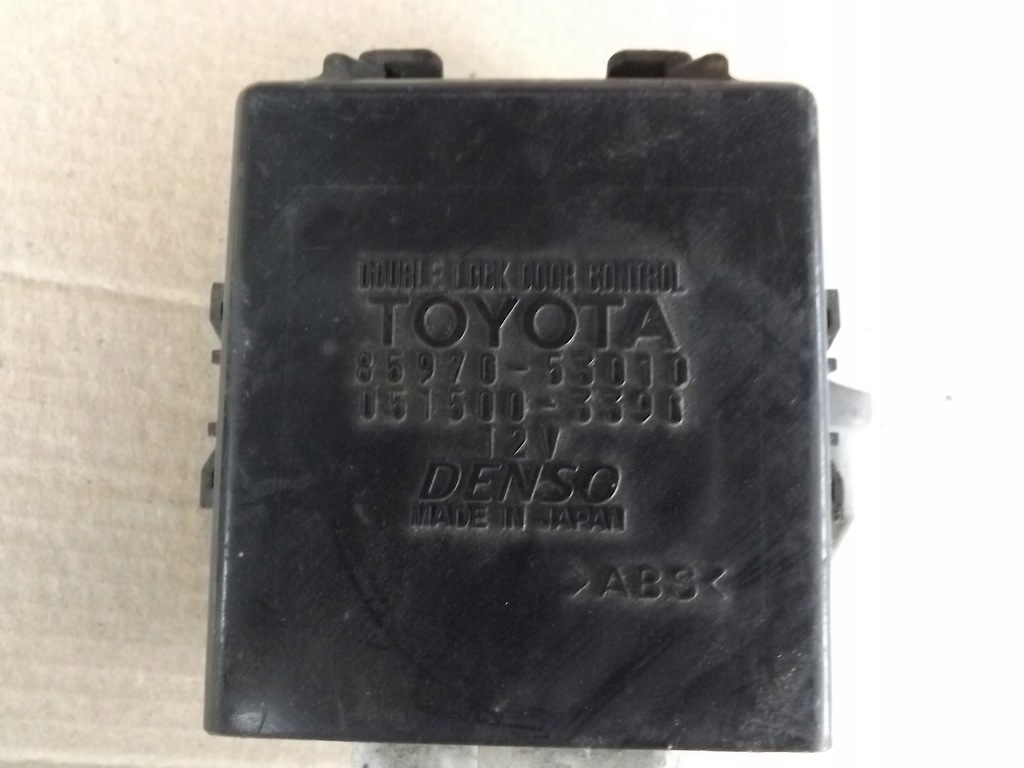 DOUBLE LOCK DOOR CONTROL
TOYOTA
85970-53010
051500-3390
12V
DENSO
MADE IN JAPAN
>ABS<